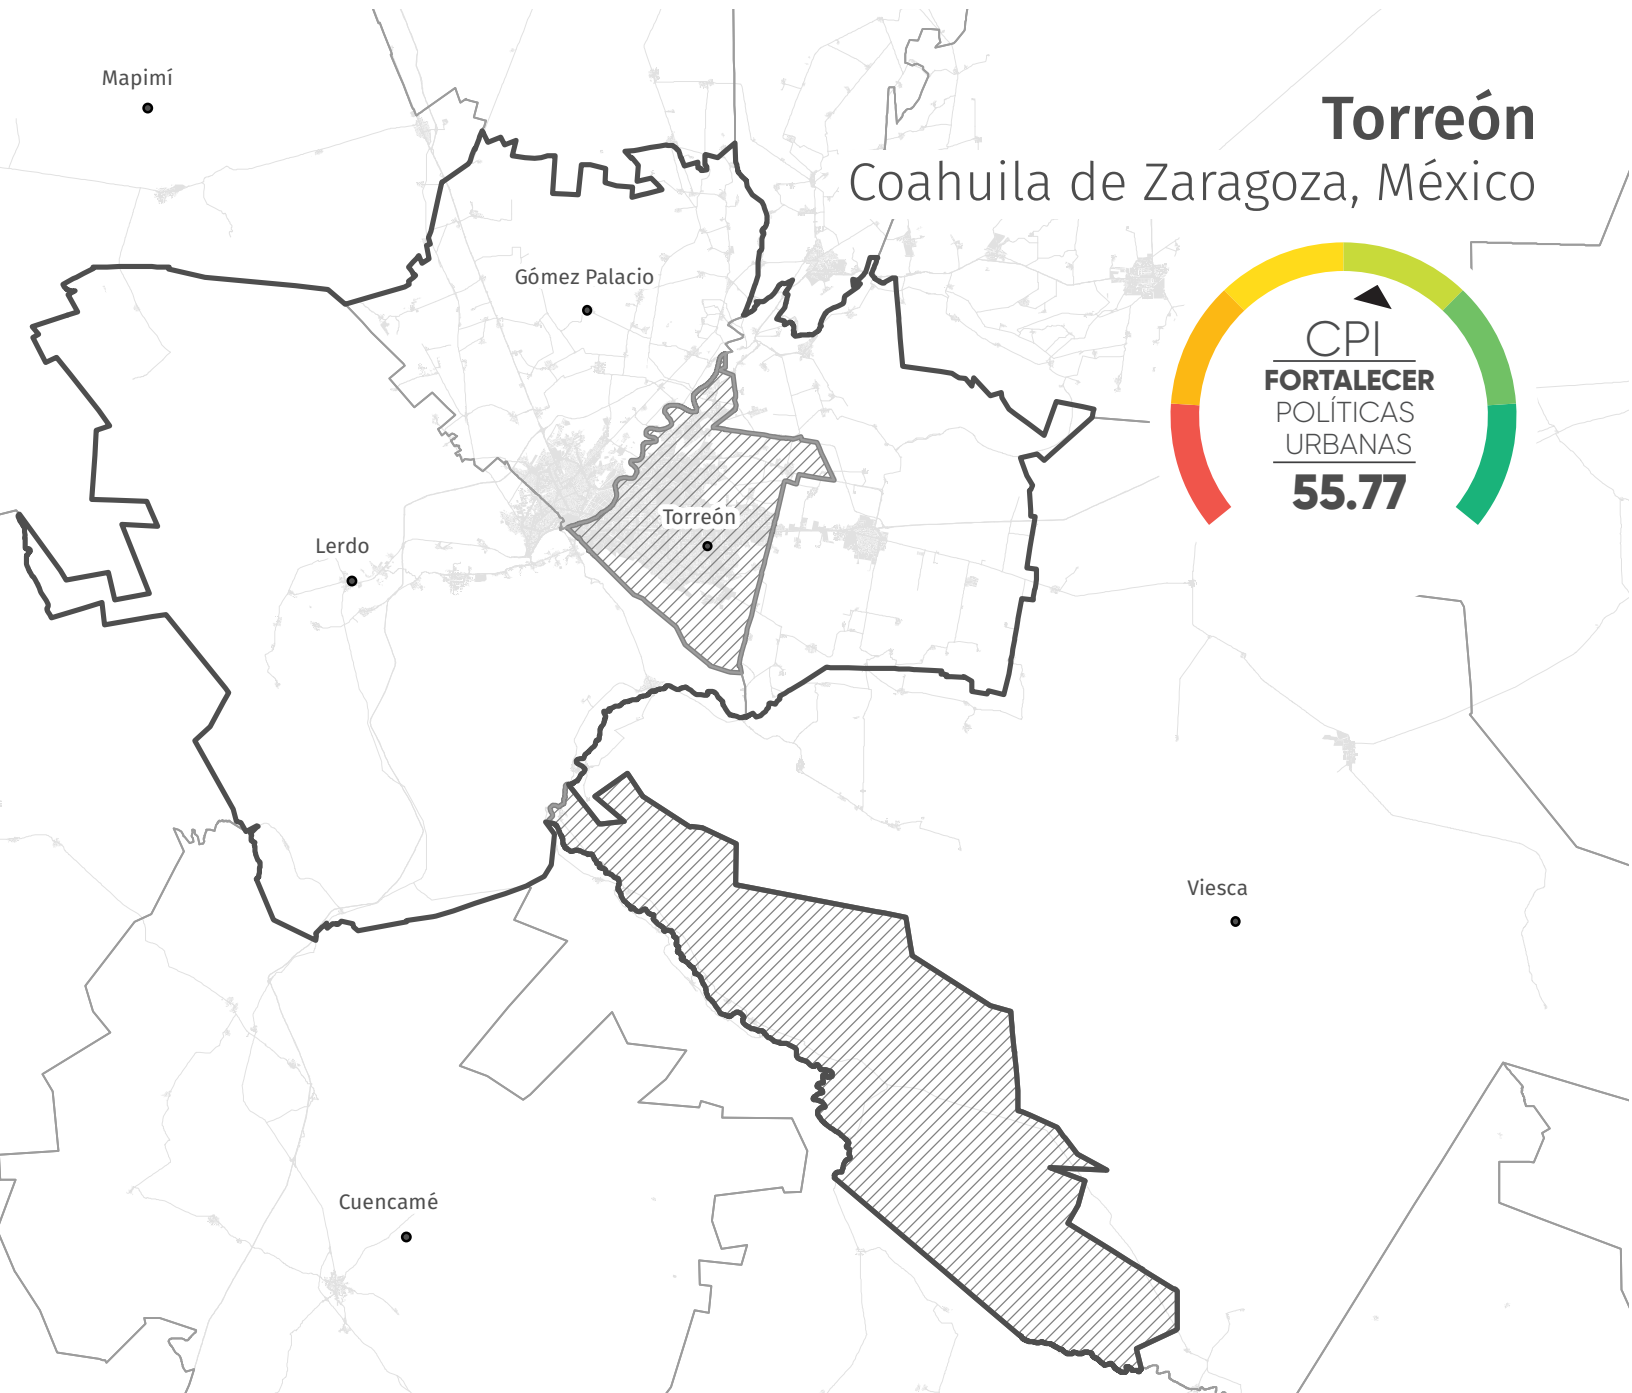 Mapimí
Torreón
Coahuila de Zaragoza, México
Gómez Palacio
CPI
FORTALECER
POLÍTICAS
URBANAS
55.77
Torreón
Lerdo
Viesca
Cuencamé